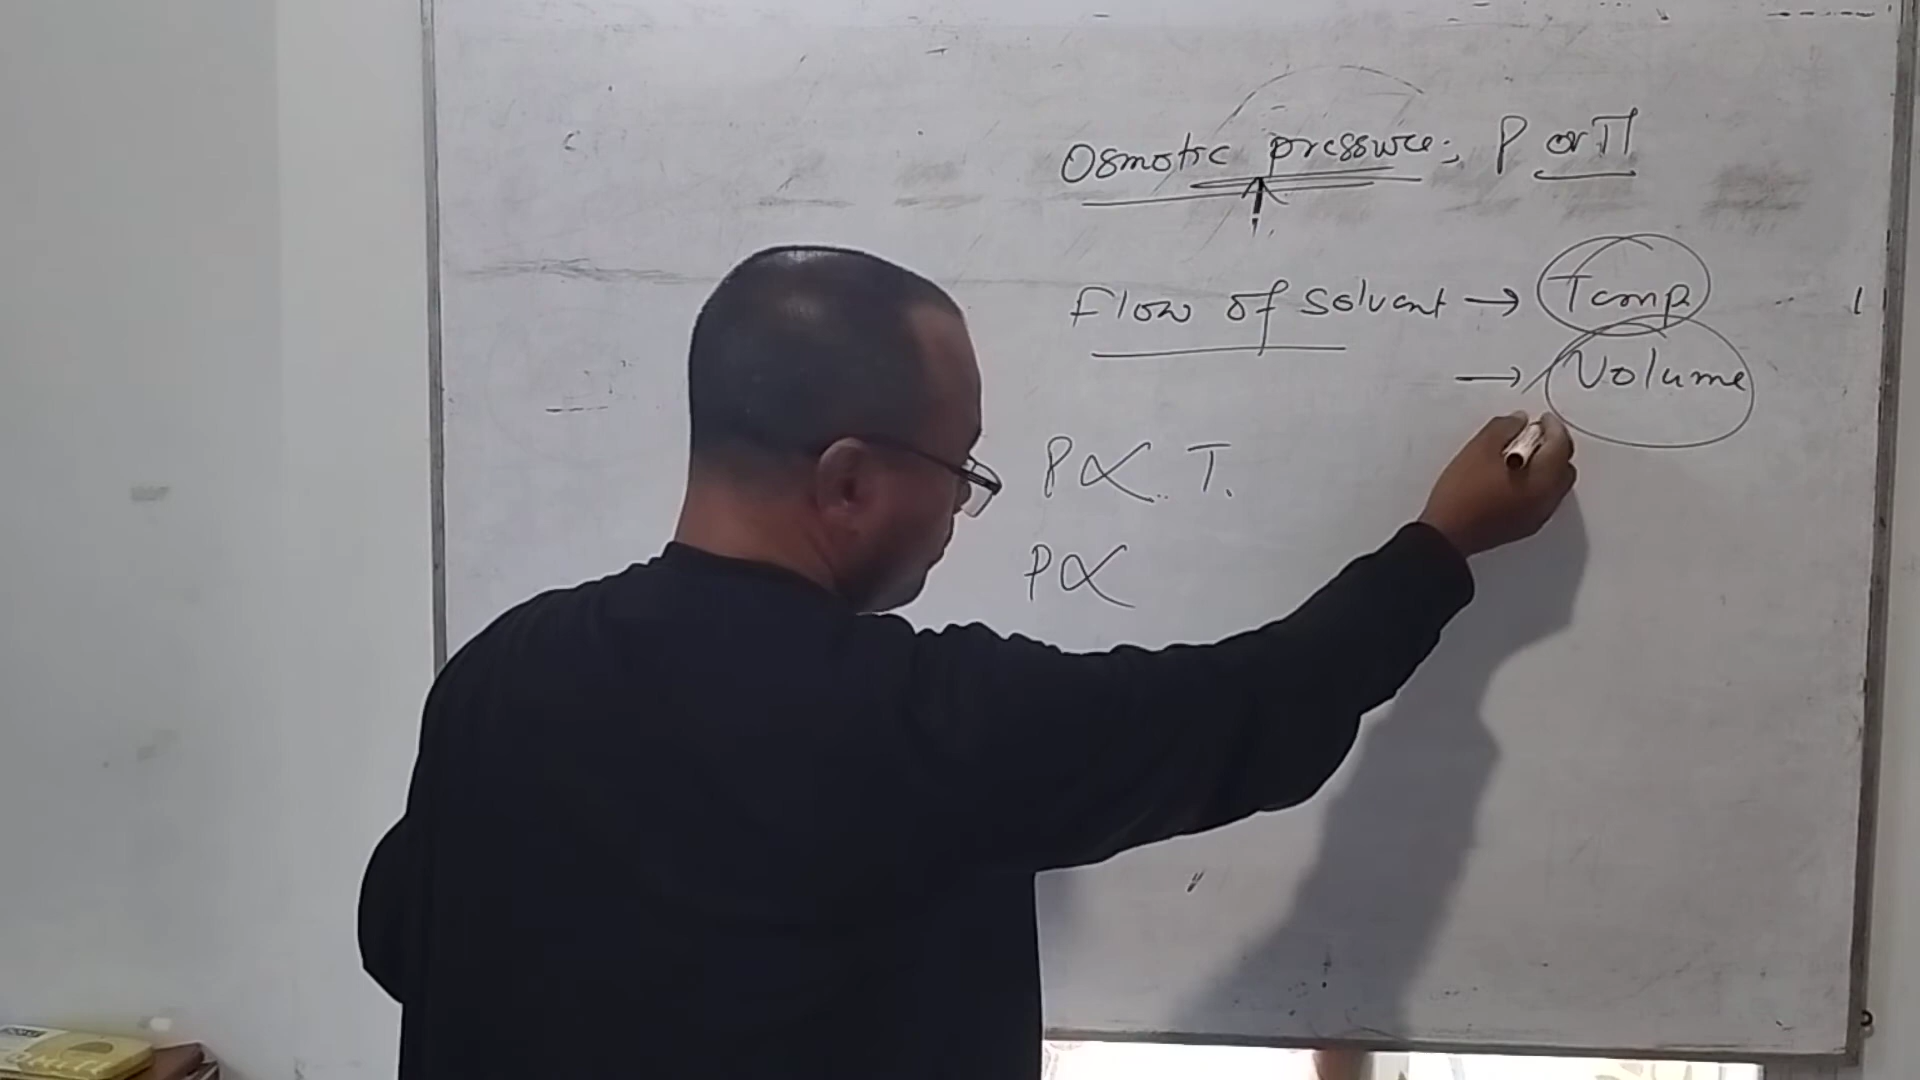 Osmotic pressure:, P or Π
Flow of solvent → Temp
→ Volume
P ∝ T.
P ∝